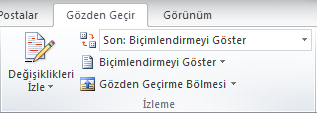 Postalar Gözden Geçir Görünüm
Son: Biçimlendirmeyi Göster
Değişiklikleri İzle
Biçimlendirmeyi Göster
Gözden Geçirme Bölmesi
İzleme